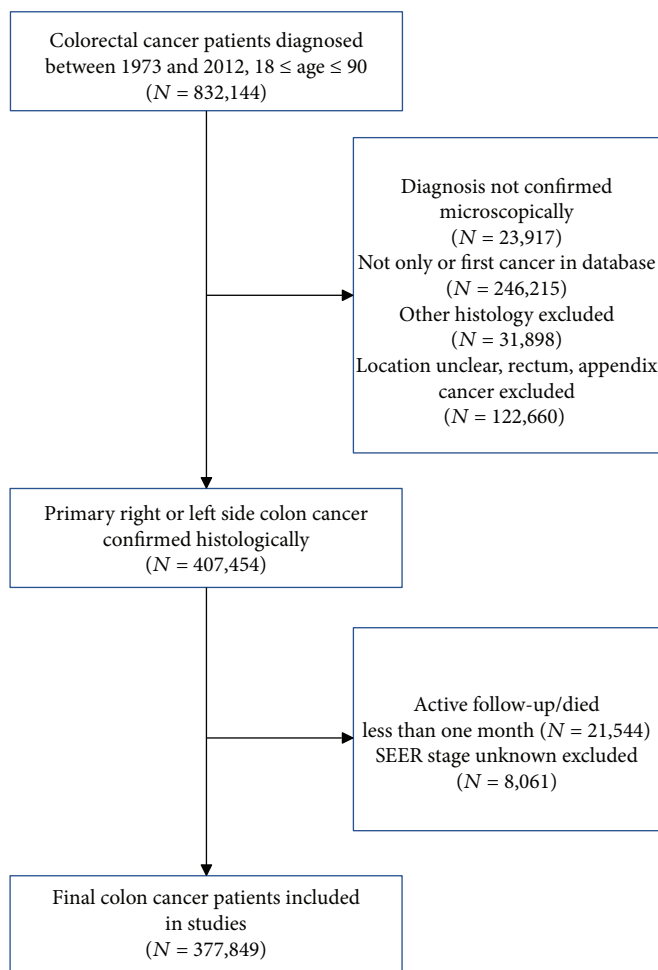 Colorectal cancer patients diagnosed
between 1973 and 2012, 18 ≤ age ≤ 90
(N = 832,144)
Diagnosis not confirmed
microscopically
(N = 23,917)
Not only or first cancer in database
(N = 246,215)
Other histology excluded
(N = 31,898)
Location unclear, rectum, appendix
cancer excluded
(N = 122,660)
Primary right or left side colon cancer
confirmed histologically
(N = 407,454)
Active follow-up/died
less than one month (N = 21,544)
SEER stage unknown excluded
(N = 8,061)
Final colon cancer patients included
in studies
(N = 377,849)